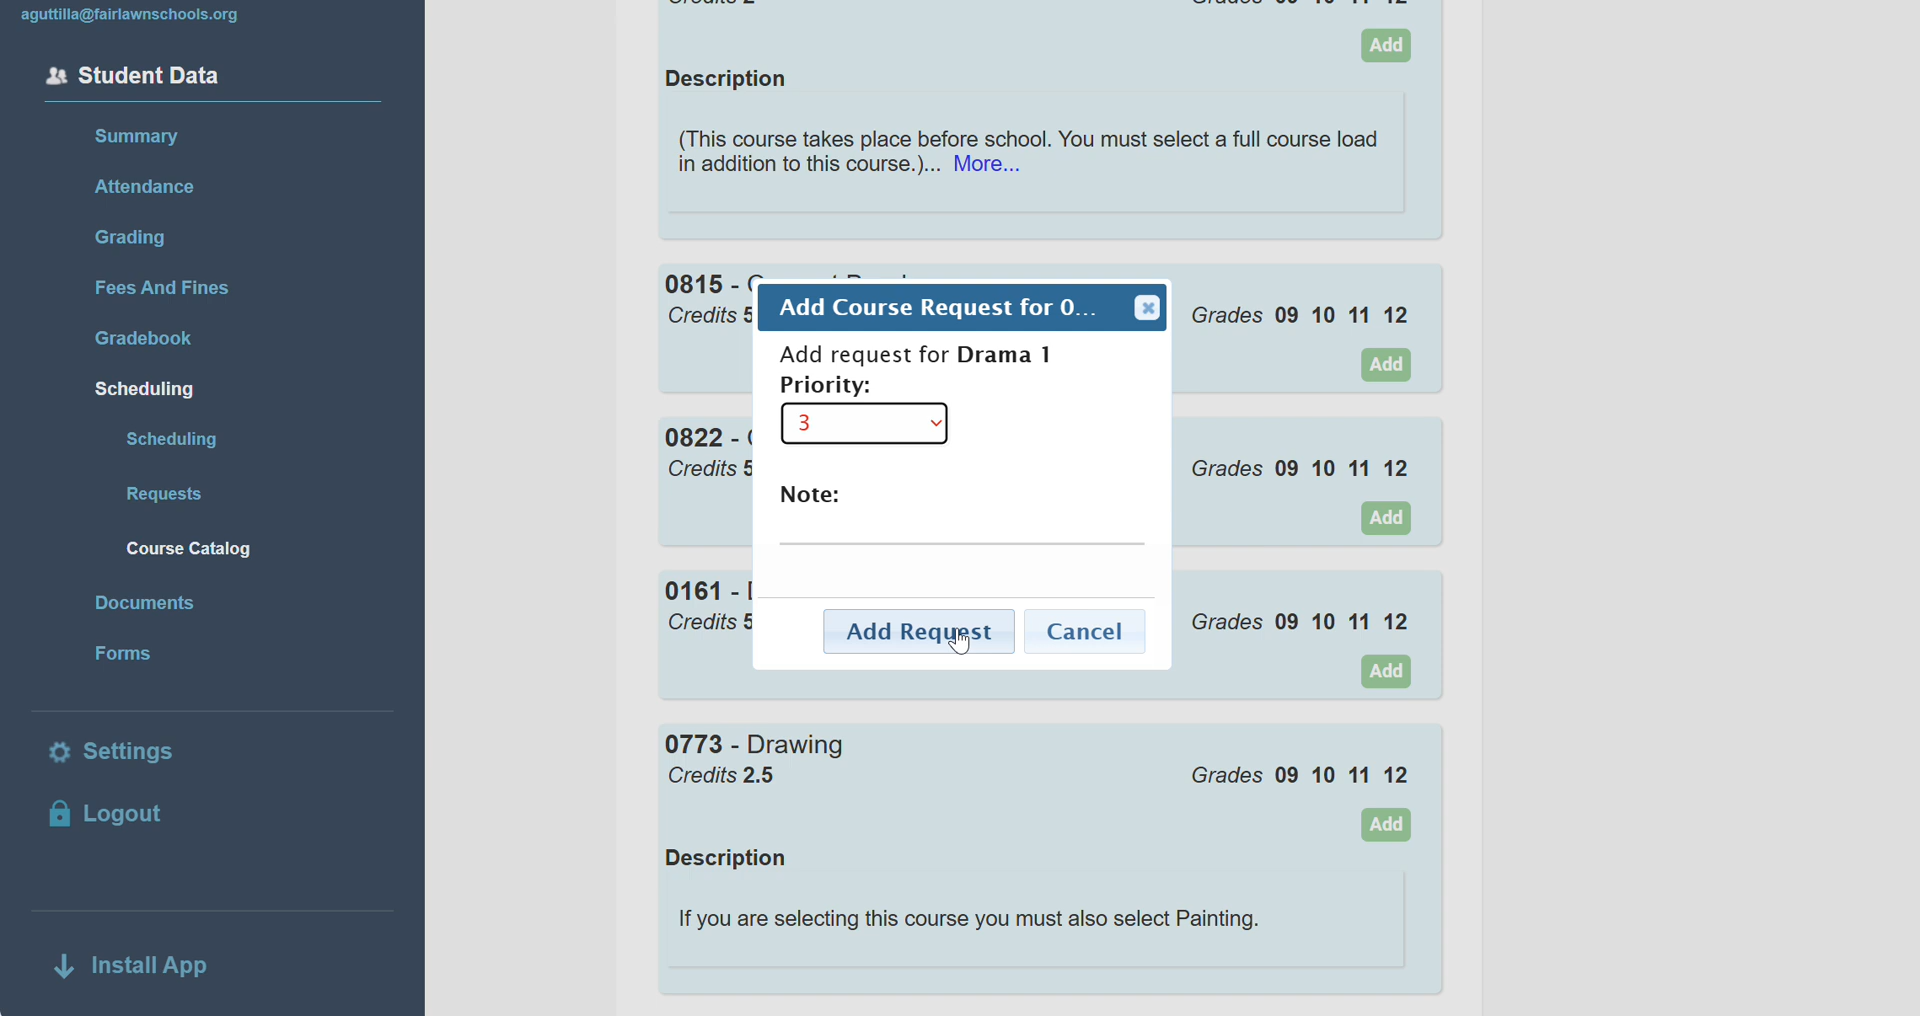 aguttilla@fairlawnschools.org
Student Data
Summary
Attendance
Grading
Fees And Fines
Gradebook
Scheduling
Scheduling
Requests
Course Catalog
Documents
Forms
Settings
Logout
Install App
Credits 2
Grades 09 10 11 12
Add
Description
(This course takes place before school. You must select a full course load
in addition to this course.)... More...
0815 -
Credits 5
Grades 09 10 11 12
Add
0822 -
Credits 5
Grades 09 10 11 12
Add
0161 -
Credits 5
Grades 09 10 11 12
Add
Add Course Request for 0...
Add request for Drama 1
Priority:
3
Note:
Add Request
Cancel
0773 - Drawing
Credits 2.5
Grades 09 10 11 12
Add
Description
If you are selecting this course you must also select Painting.